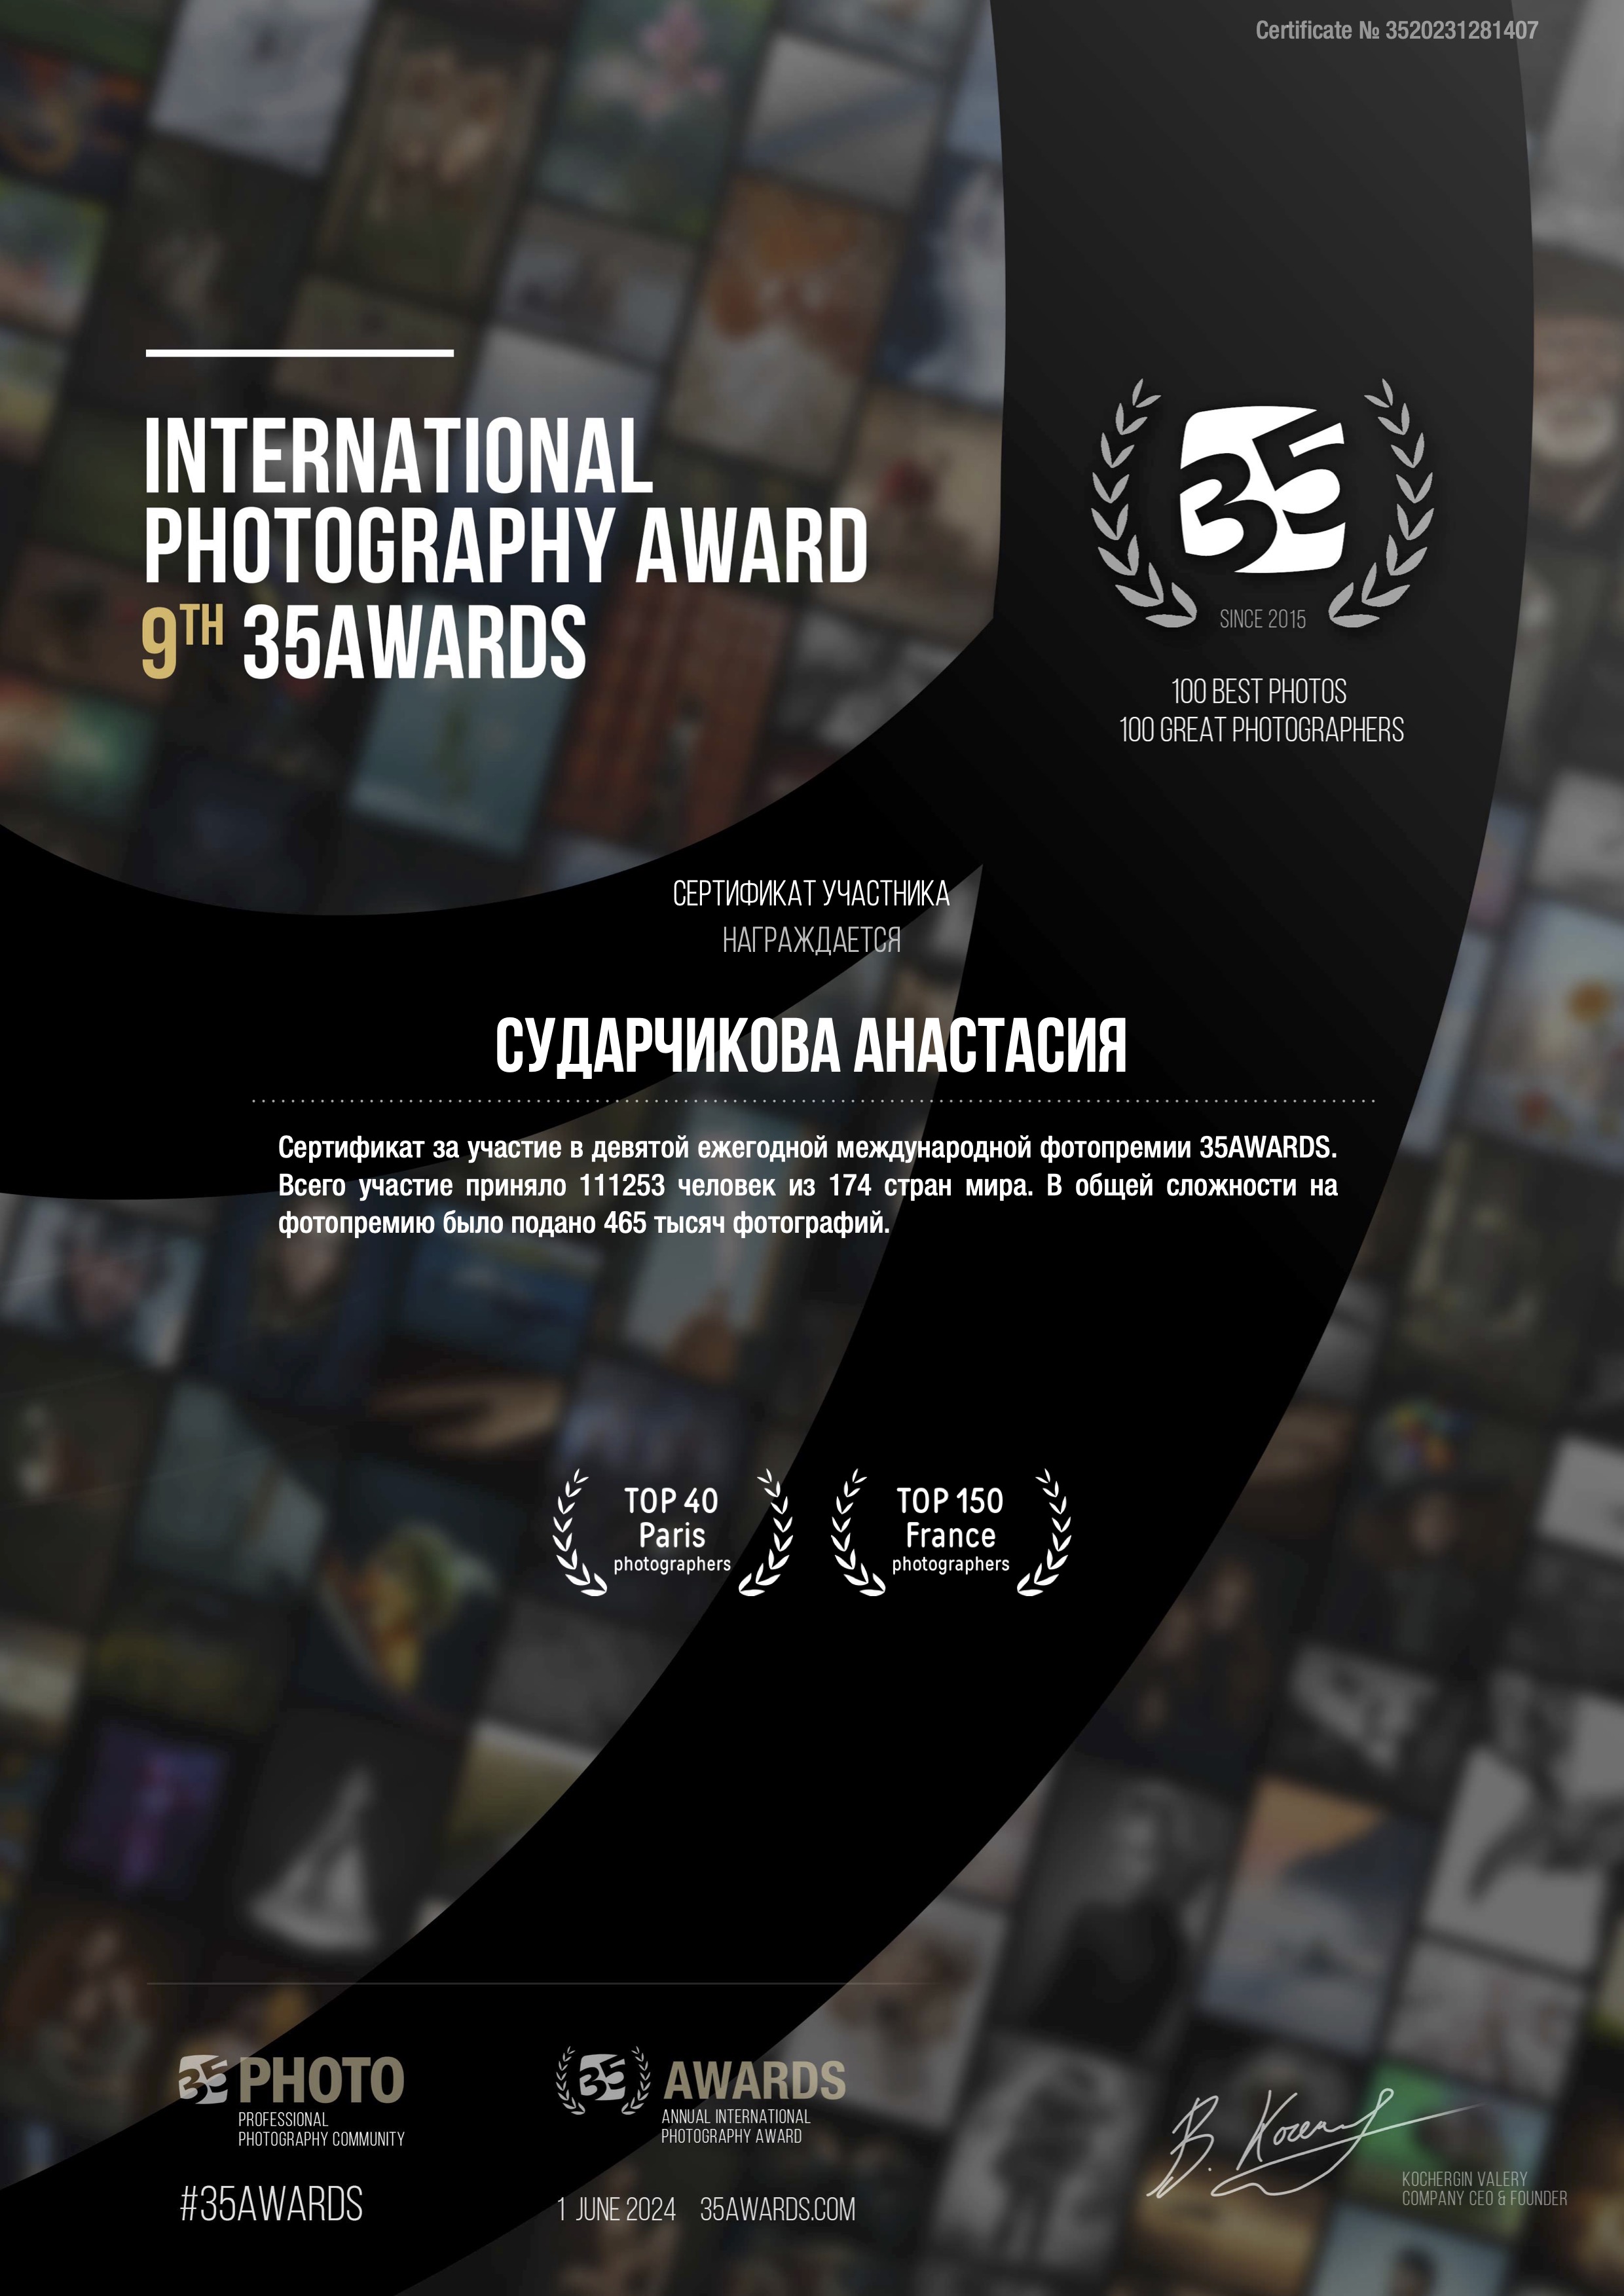 Certificate № 3520231281407
INTERNATIONAL
PHOTOGRAPHY AWARD
9TH 35AWARDS
35
SINCE 2015
100 BEST PHOTOS
100 GREAT PHOTOGRAPHERS
СЕРТИФИКАТ УЧАСТНИКА
НАГРАЖДАЕТСЯ
СУДАРЧИКОВА АНАСТАСИЯ
Сертификат за участие в девятой ежегодной международной фотопремии 35AWARDS.
Всего участие приняло 111253 человек из 174 стран мира. В общей сложности на
фотопремию было подано 465 тысяч фотографий.
TOP 40
Paris
photographers
TOP 150
France
photographers
35 PHOTO
PROFESSIONAL
PHOTOGRAPHY COMMUNITY
#35AWARDS
35 AWARDS
ANNUAL INTERNATIONAL
PHOTOGRAPHY AWARD
1 JUNE 2024 35AWARDS.COM
KOCHERGIN VALERY
COMPANY CEO & FOUNDER